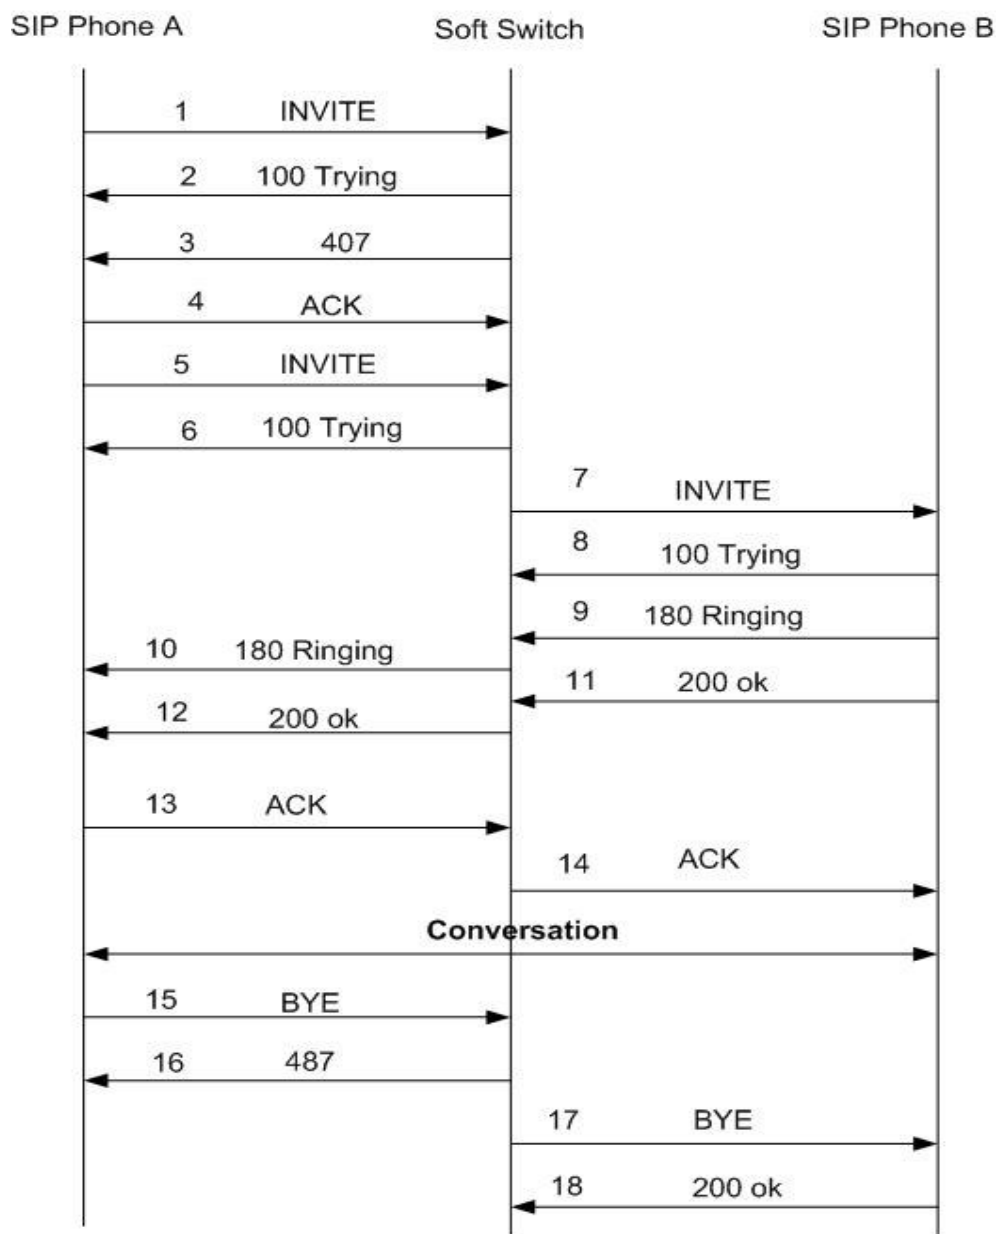 SIP Phone A Soft Switch SIP Phone B
1 INVITE
2 100 Trying
3 407
4 ACK
5 INVITE
6 100 Trying
7 INVITE
8 100 Trying
9 180 Ringing
10 180 Ringing
11 200 ok
12 200 ok
13 ACK
14 ACK
Conversation
15 BYE
16 487
17 BYE
18 200 ok